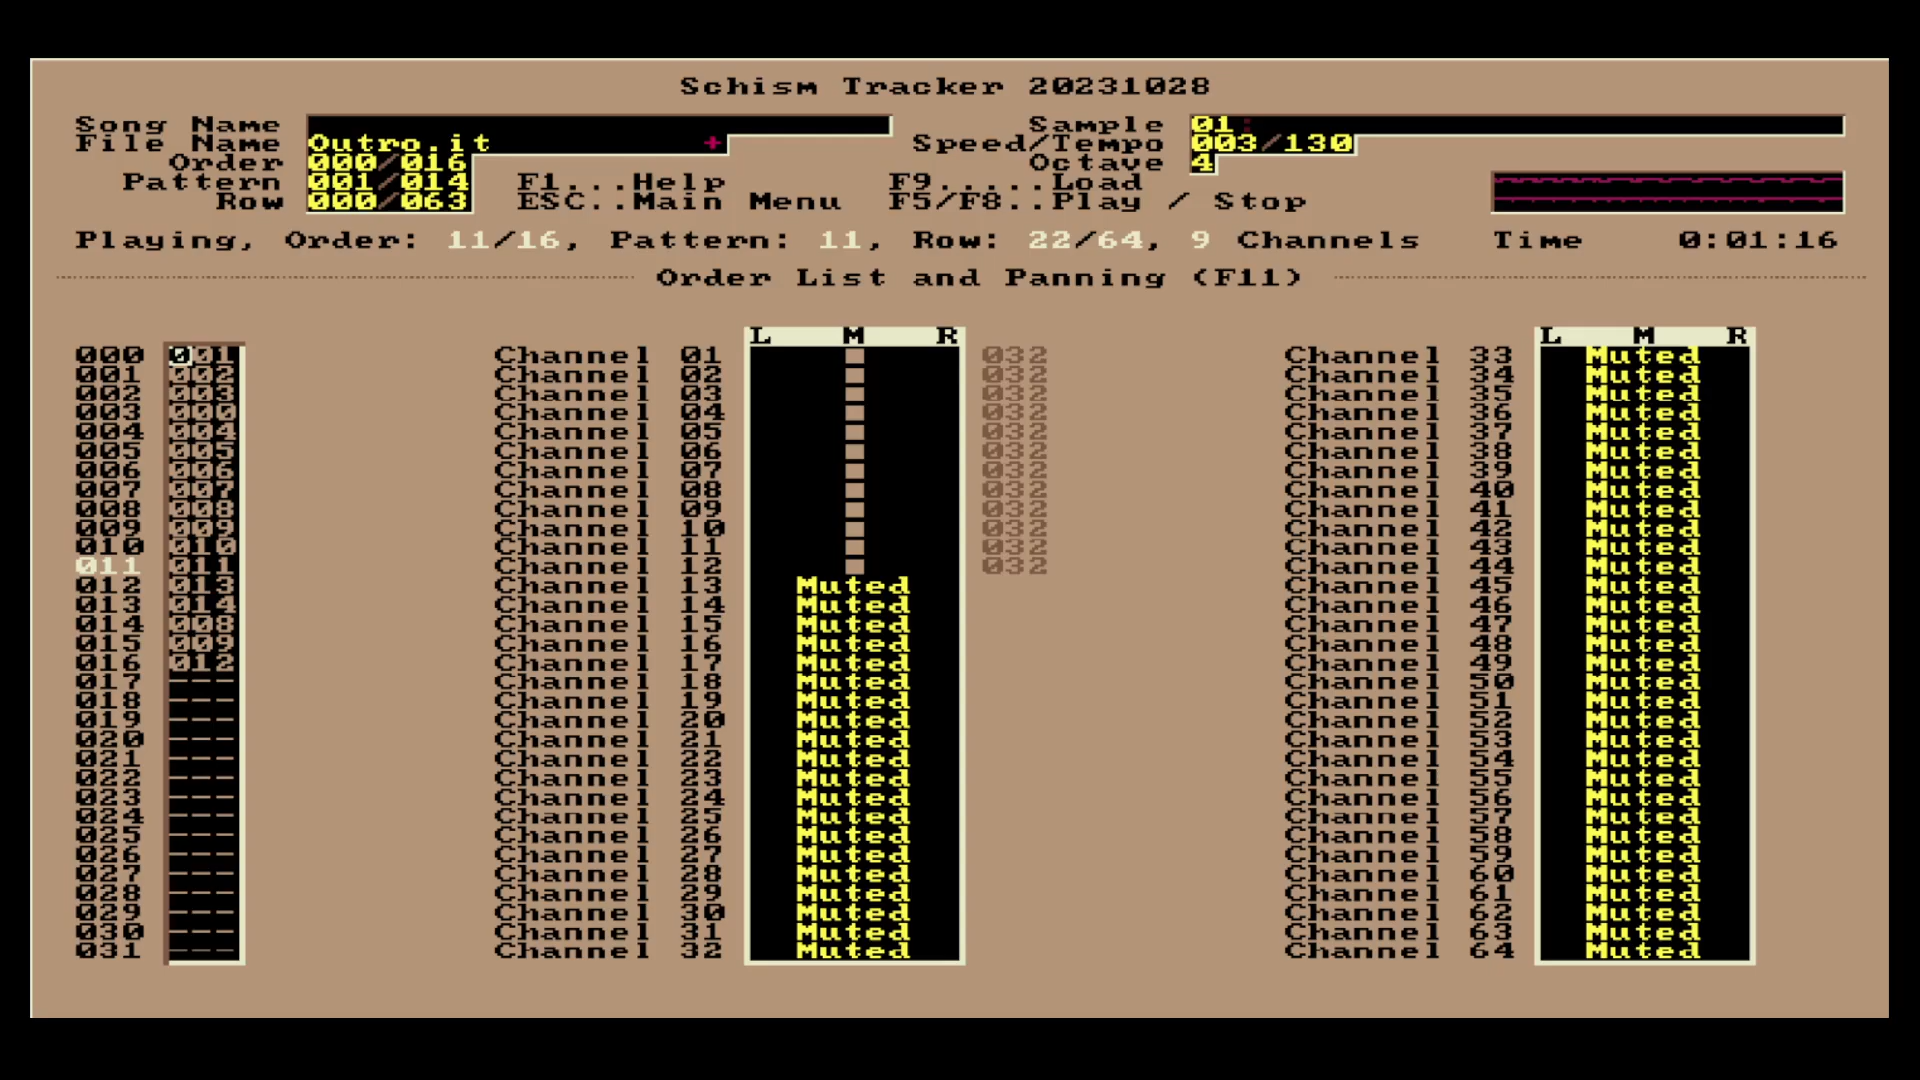 Schism Tracker 20231028
Song Name Sample 01:
File Name Outro.it + Speed/Tempo 003/130
Order 000/016 Octave 4
Pattern 001/014 F1...Help F9.....Load
Row 000/063 ESC..Main Menu F5/F8..Play / Stop
Playing, Order: 11/16, Pattern: 11, Row: 22/64, 9 Channels Time 0:01:16
Order List and Panning (F11)
L M R L M R
000 001 Channel 01 032 Channel 33 Muted
001 002 Channel 02 032 Channel 34 Muted
002 003 Channel 03 032 Channel 35 Muted
003 000 Channel 04 032 Channel 36 Muted
004 004 Channel 05 032 Channel 37 Muted
005 005 Channel 06 032 Channel 38 Muted
006 006 Channel 07 032 Channel 39 Muted
007 007 Channel 08 032 Channel 40 Muted
008 008 Channel 09 032 Channel 41 Muted
009 009 Channel 10 032 Channel 42 Muted
010 010 Channel 11 032 Channel 43 Muted
011 011 Channel 12 032 Channel 44 Muted
012 013 Channel 13 Muted Channel 45 Muted
013 014 Channel 14 Muted Channel 46 Muted
014 008 Channel 15 Muted Channel 47 Muted
015 009 Channel 16 Muted Channel 48 Muted
016 012 Channel 17 Muted Channel 49 Muted
017 --- Channel 18 Muted Channel 50 Muted
018 --- Channel 19 Muted Channel 51 Muted
019 --- Channel 20 Muted Channel 52 Muted
020 --- Channel 21 Muted Channel 53 Muted
021 --- Channel 22 Muted Channel 54 Muted
022 --- Channel 23 Muted Channel 55 Muted
023 --- Channel 24 Muted Channel 56 Muted
024 --- Channel 25 Muted Channel 57 Muted
025 --- Channel 26 Muted Channel 58 Muted
026 --- Channel 27 Muted Channel 59 Muted
027 --- Channel 28 Muted Channel 60 Muted
028 --- Channel 29 Muted Channel 61 Muted
029 --- Channel 30 Muted Channel 62 Muted
030 --- Channel 31 Muted Channel 63 Muted
031 --- Channel 32 Muted Channel 64 Muted